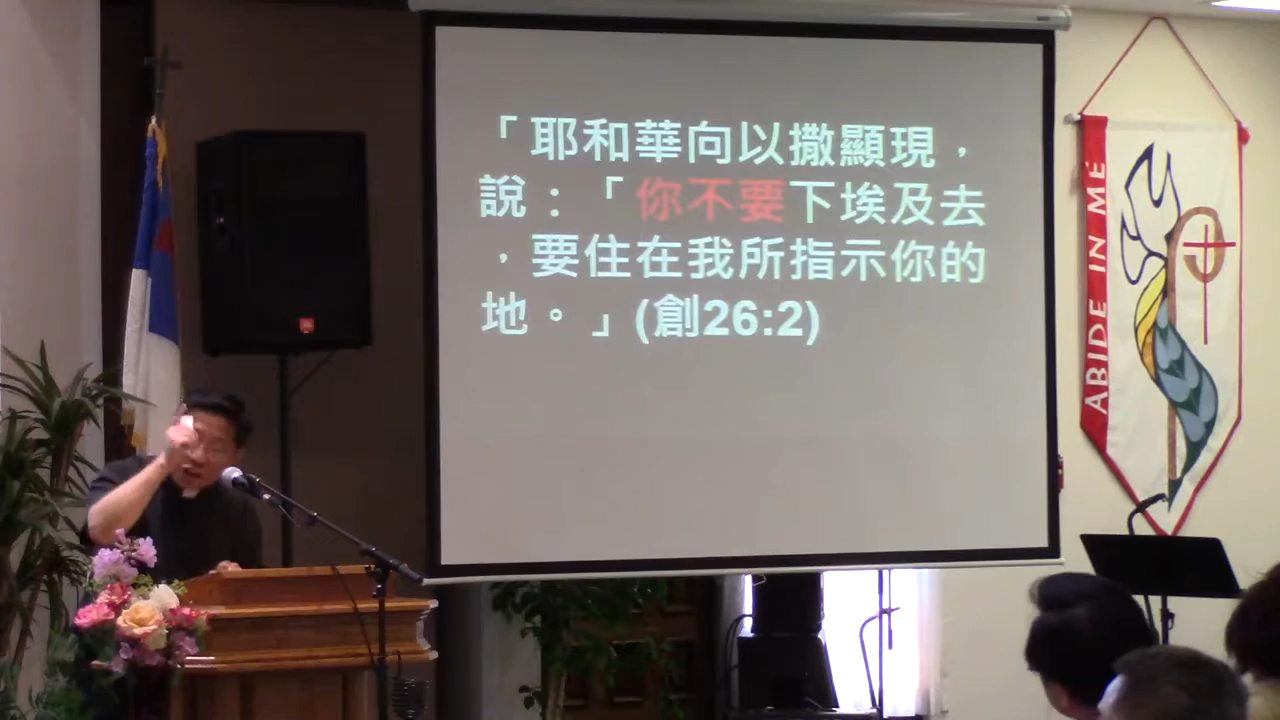 「耶和華向以撒顯現，
說：「你不要下埃及去
，要住在我所指示你的
地。」(創26:2)
ABIDE IN ME
JBL